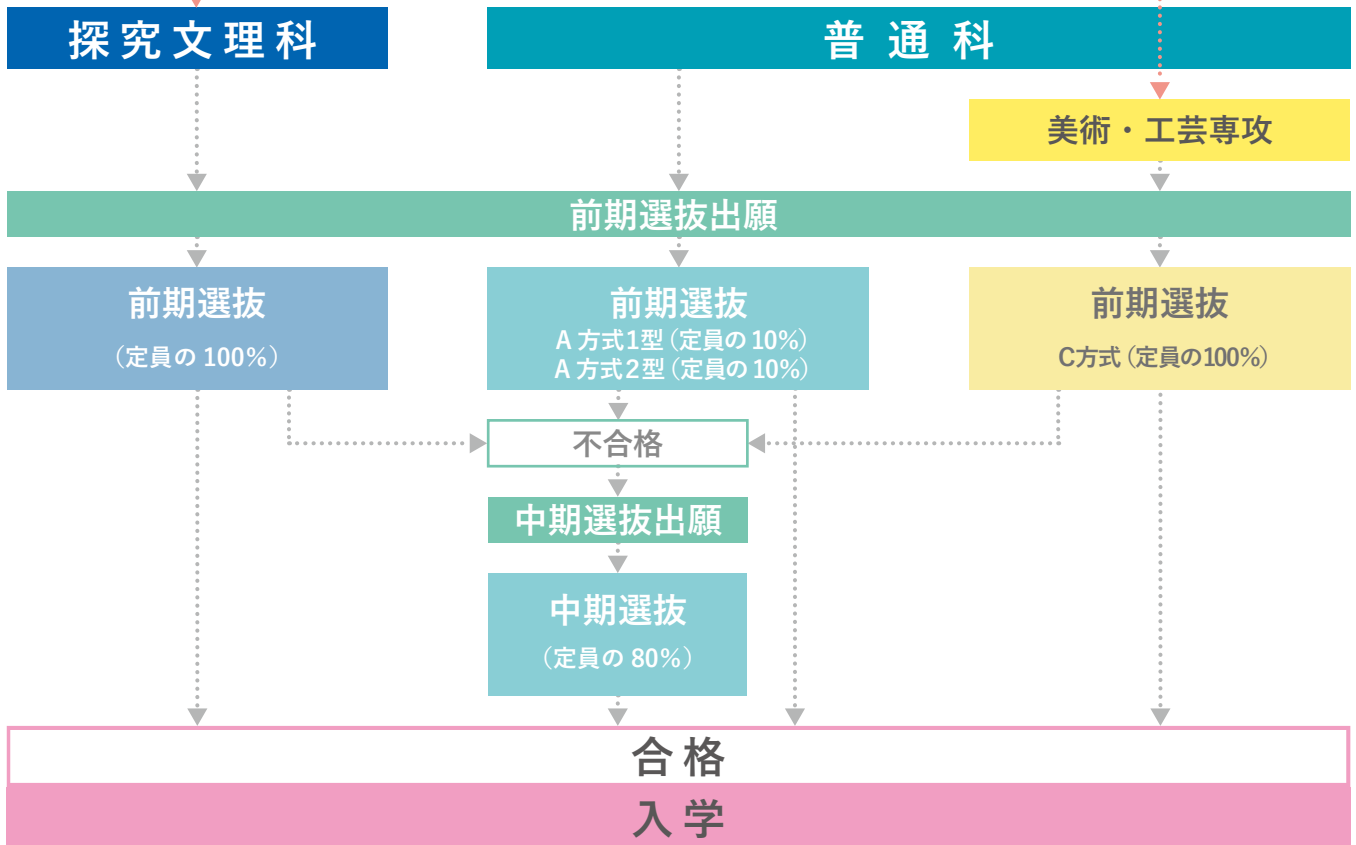 探究文理科
普通科
美術・工芸専攻
前期選抜出願
前期選抜
(定員の 100%)
前期選抜
A 方式1型(定員の 10%)
A 方式2型(定員の 10%)
前期選抜
C方式(定員の100%)
不合格
中期選抜出願
中期選抜
(定員の 80%)
合格
入学